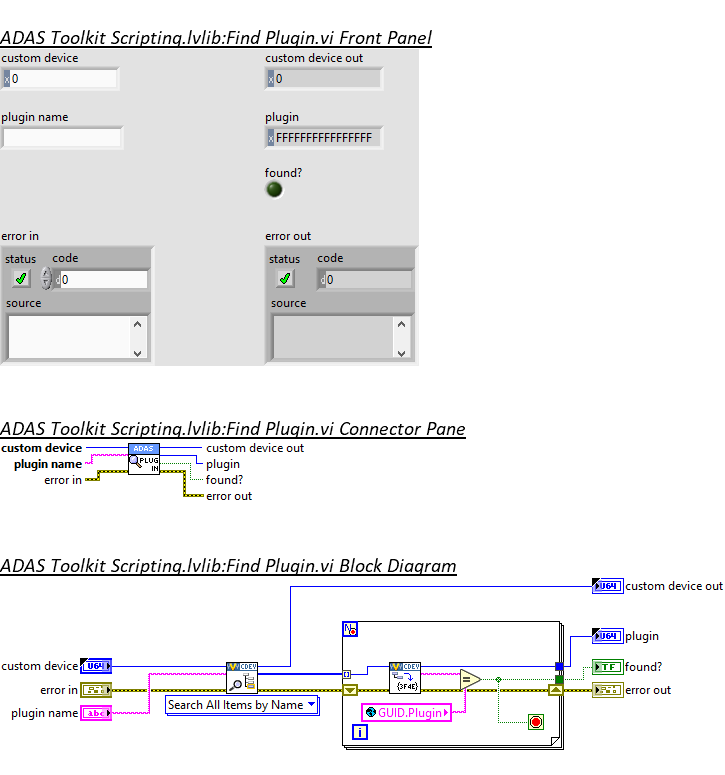 ADAS Toolkit Scripting.lvlib:Find Plugin.vi Front Panel
custom device
custom device out
x 0
x 0
plugin name
plugin
x FFFFFFFFFFFFFFFF
found?
error in
error out
status code
status code
d 0
d 0
source
source
ADAS Toolkit Scripting.lvlib:Find Plugin.vi Connector Pane
custom device
ADAS
custom device out
plugin name
PLUG IN
plugin
error in
found?
error out
ADAS Toolkit Scripting.lvlib:Find Plugin.vi Block Diagram
U64 custom device out
N
U64 plugin
custom device U64
CDEV
CDEV
TF found?
{3F4E}
=
error in
error out
plugin name abc
Search All Items by Name
GUID.Plugin
i